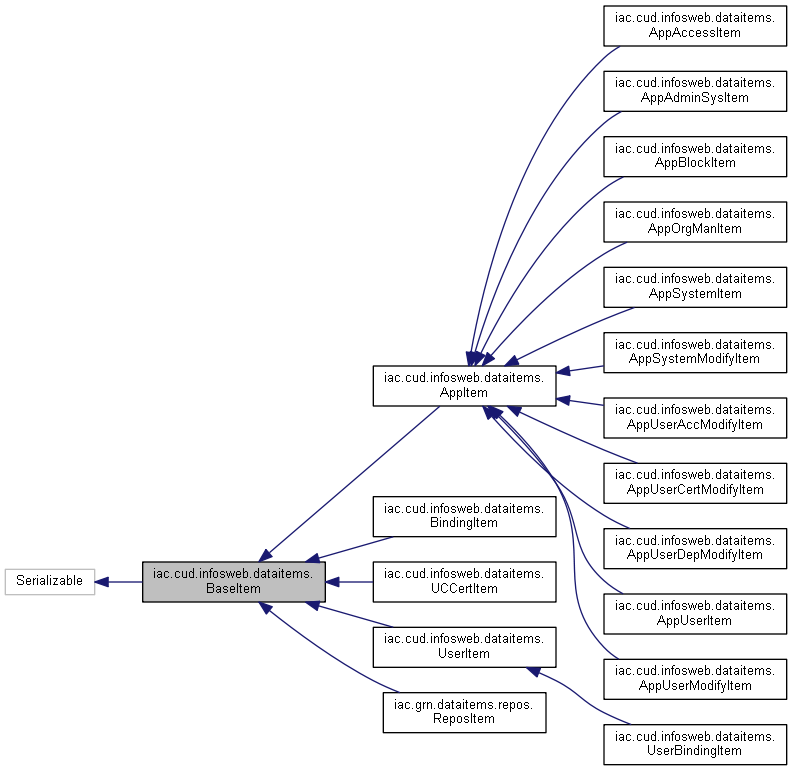 iac.cud.infosweb.dataitems.
AppAccessItem
iac.cud.infosweb.dataitems.
AppAdminSysItem
iac.cud.infosweb.dataitems.
AppBlockItem
iac.cud.infosweb.dataitems.
AppOrgManItem
iac.cud.infosweb.dataitems.
AppSystemItem
iac.cud.infosweb.dataitems.
AppSystemModifyItem
iac.cud.infosweb.dataitems.
AppItem
iac.cud.infosweb.dataitems.
AppUserAccModifyItem
iac.cud.infosweb.dataitems.
AppUserCertModifyItem
iac.cud.infosweb.dataitems.
BindingItem
iac.cud.infosweb.dataitems.
AppUserDepModifyItem
Serializable
iac.cud.infosweb.dataitems.
BaseItem
iac.cud.infosweb.dataitems.
UCCertItem
iac.cud.infosweb.dataitems.
AppUserItem
iac.cud.infosweb.dataitems.
UserItem
iac.cud.infosweb.dataitems.
AppUserModifyItem
iac.grn.dataitems.repos.
ReposItem
iac.cud.infosweb.dataitems.
UserBindingItem